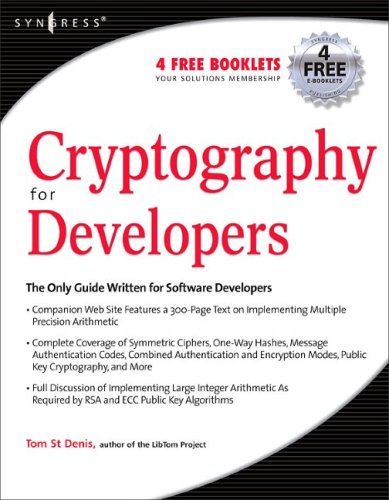 SYNGRESS®
4 FREE BOOKLETS
YOUR SOLUTIONS MEMBERSHIP
SYNGRESS
4
FREE
E-BOOKLETS
PUBLISHING
Cryptography
for
Developers
The Only Guide Written for Software Developers
• Companion Web Site Features a 300-Page Text on Implementing Multiple
Precision Arithmetic
• Complete Coverage of Symmetric Ciphers, One-Way Hashes, Message
Authentication Codes, Combined Authentication and Encryption Modes, Public
Key Cryptography, and More
• Full Discussion of Implementing Large Integer Arithmetic As
Required by RSA and ECC Public Key Algorithms
Tom St Denis, author of the LibTom Project